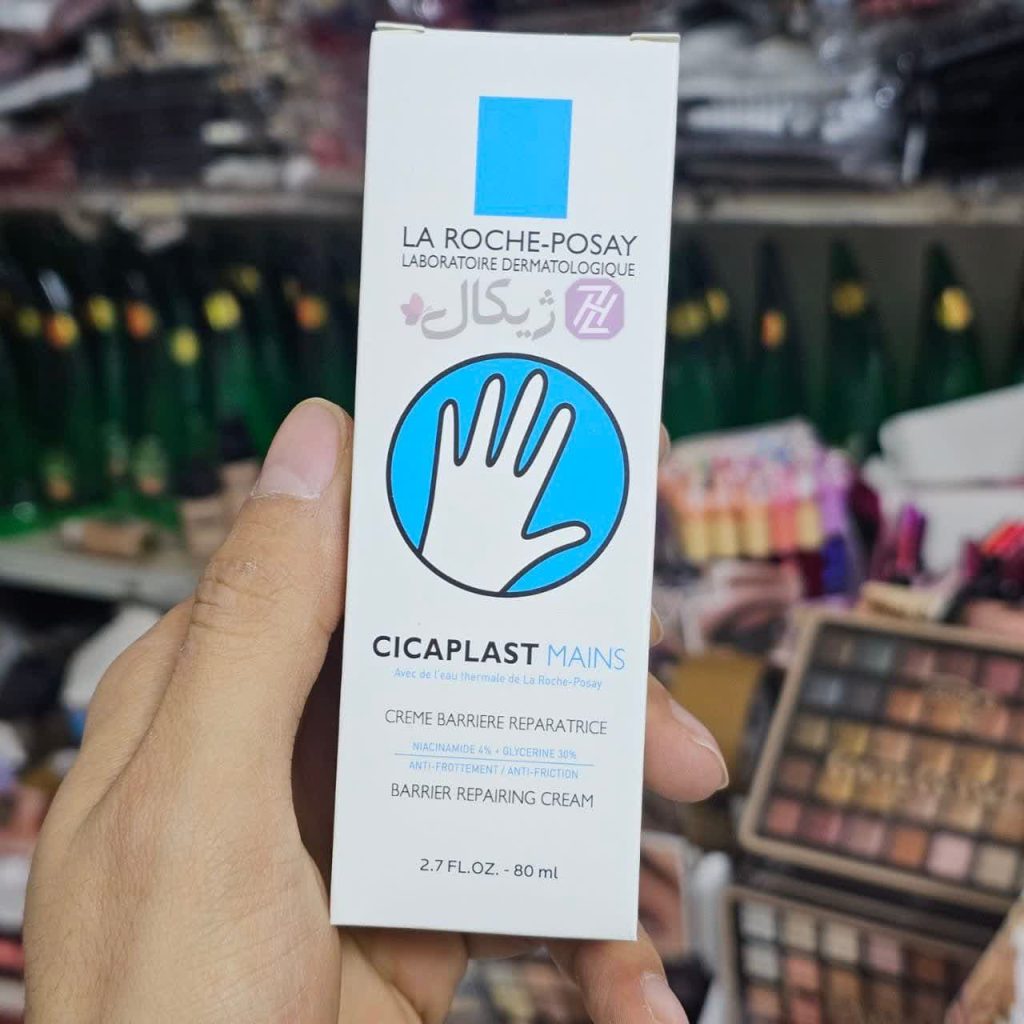 LA ROCHE-POSAY
LABORATOIRE DERMATOLOGIQUE
ژیکال
CICAPLAST MAINS
Avec de l'eau thermale de La Roche-Posay
CREME BARRIERE REPARATRICE
NIACINAMIDE 4% + GLYCERINE 30%
ANTI-FROTTEMENT / ANTI-FRICTION
BARRIER REPAIRING CREAM
2.7 FL.OZ. - 80 ml